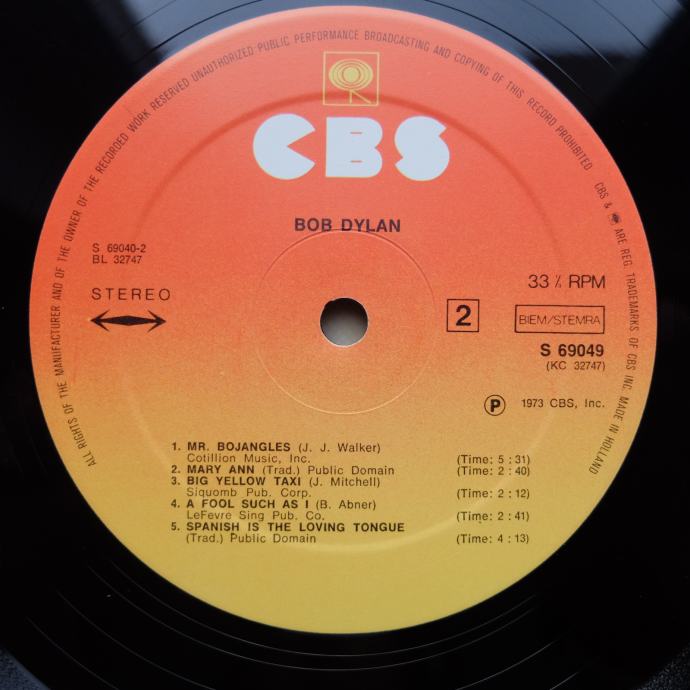 ALL RIGHTS OF THE MANUFACTURER AND OF THE OWNER OF THE RECORDED WORK RESERVED UNAUTHORIZED PUBLIC PERFORMANCE BROADCASTING AND COPYING OF THIS RECORD PROHIBITED CBS & ARE REG. TRADEMARKS OF CBS INC. MADE IN HOLLAND
CBS
BOB DYLAN
S 69040-2
BL 32747
STEREO
33⅓ RPM
2
BIEM/STEMRA
S 69049
(KC 32747)
Ⓟ 1973 CBS, Inc.
1. MR. BOJANGLES (J. J. Walker)
Cotillion Music, Inc. (Time: 5 : 31)
2. MARY ANN (Trad.) Public Domain (Time: 2 : 40)
3. BIG YELLOW TAXI (J. Mitchell)
Siquomb Pub. Corp. (Time: 2 : 12)
4. A FOOL SUCH AS I (B. Abner)
LeFevre Sing Pub. Co. (Time: 2 : 41)
5. SPANISH IS THE LOVING TONGUE
(Trad.) Public Domain (Time: 4 : 13)